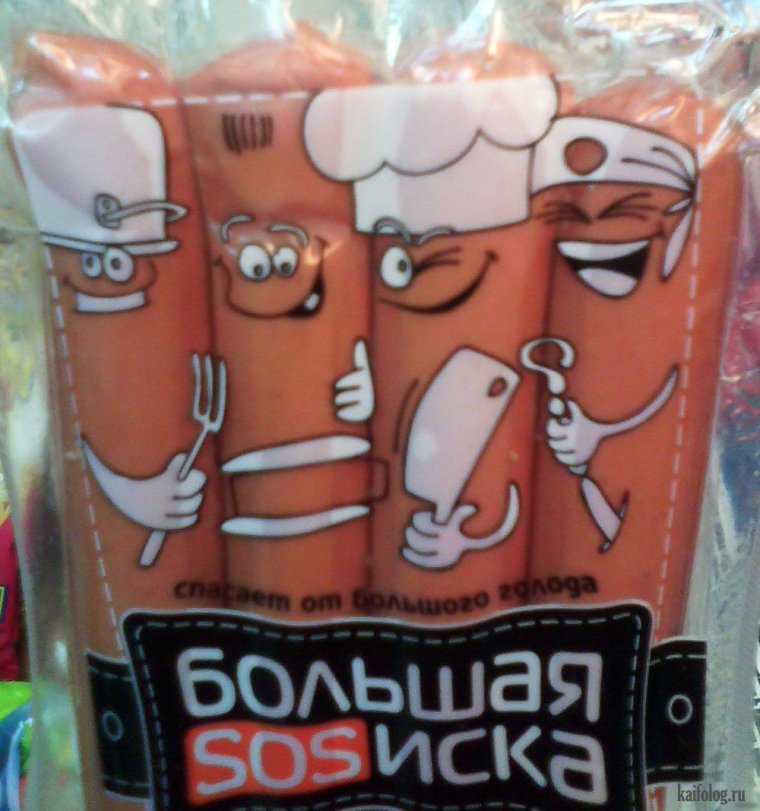 спасает от большого голода
большая
SOSиска
kaifolog.ru